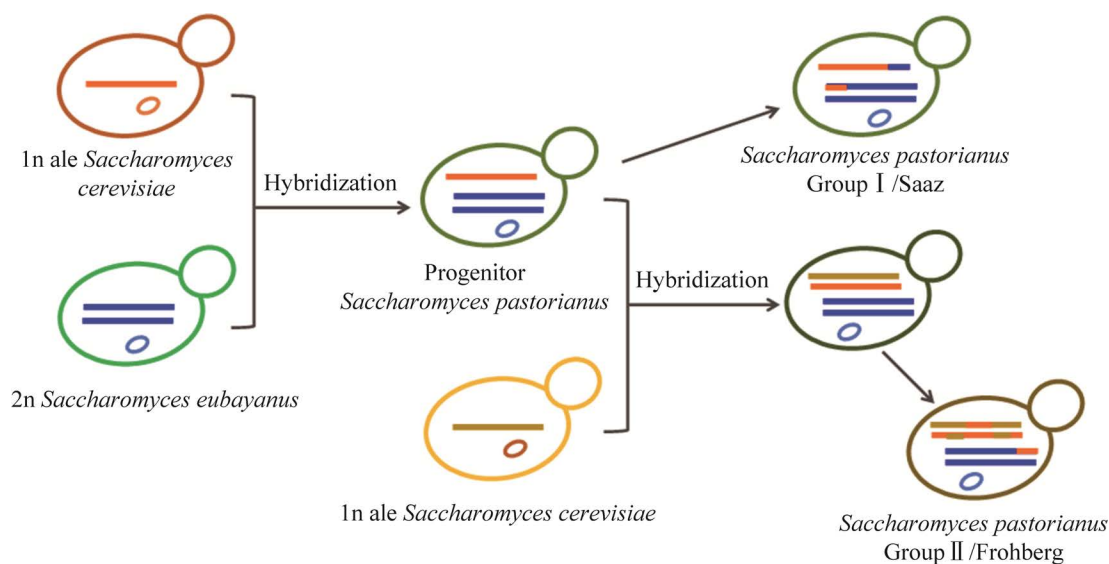 1n ale Saccharomyces
cerevisiae
Hybridization
2n Saccharomyces eubayanus
Progenitor
Saccharomyces pastorianus
1n ale Saccharomyces cerevisiae
Saccharomyces pastorianus
Group Ⅰ /Saaz
Hybridization
Saccharomyces pastorianus
Group Ⅱ /Frohberg